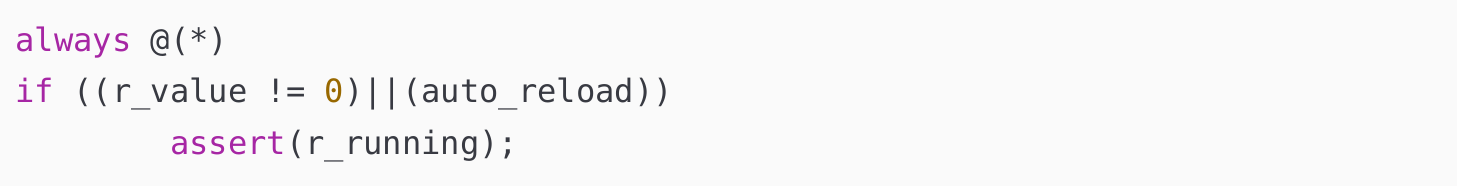 always @(*)
if ((r_value != 0)||(auto_reload))
        assert(r_running);